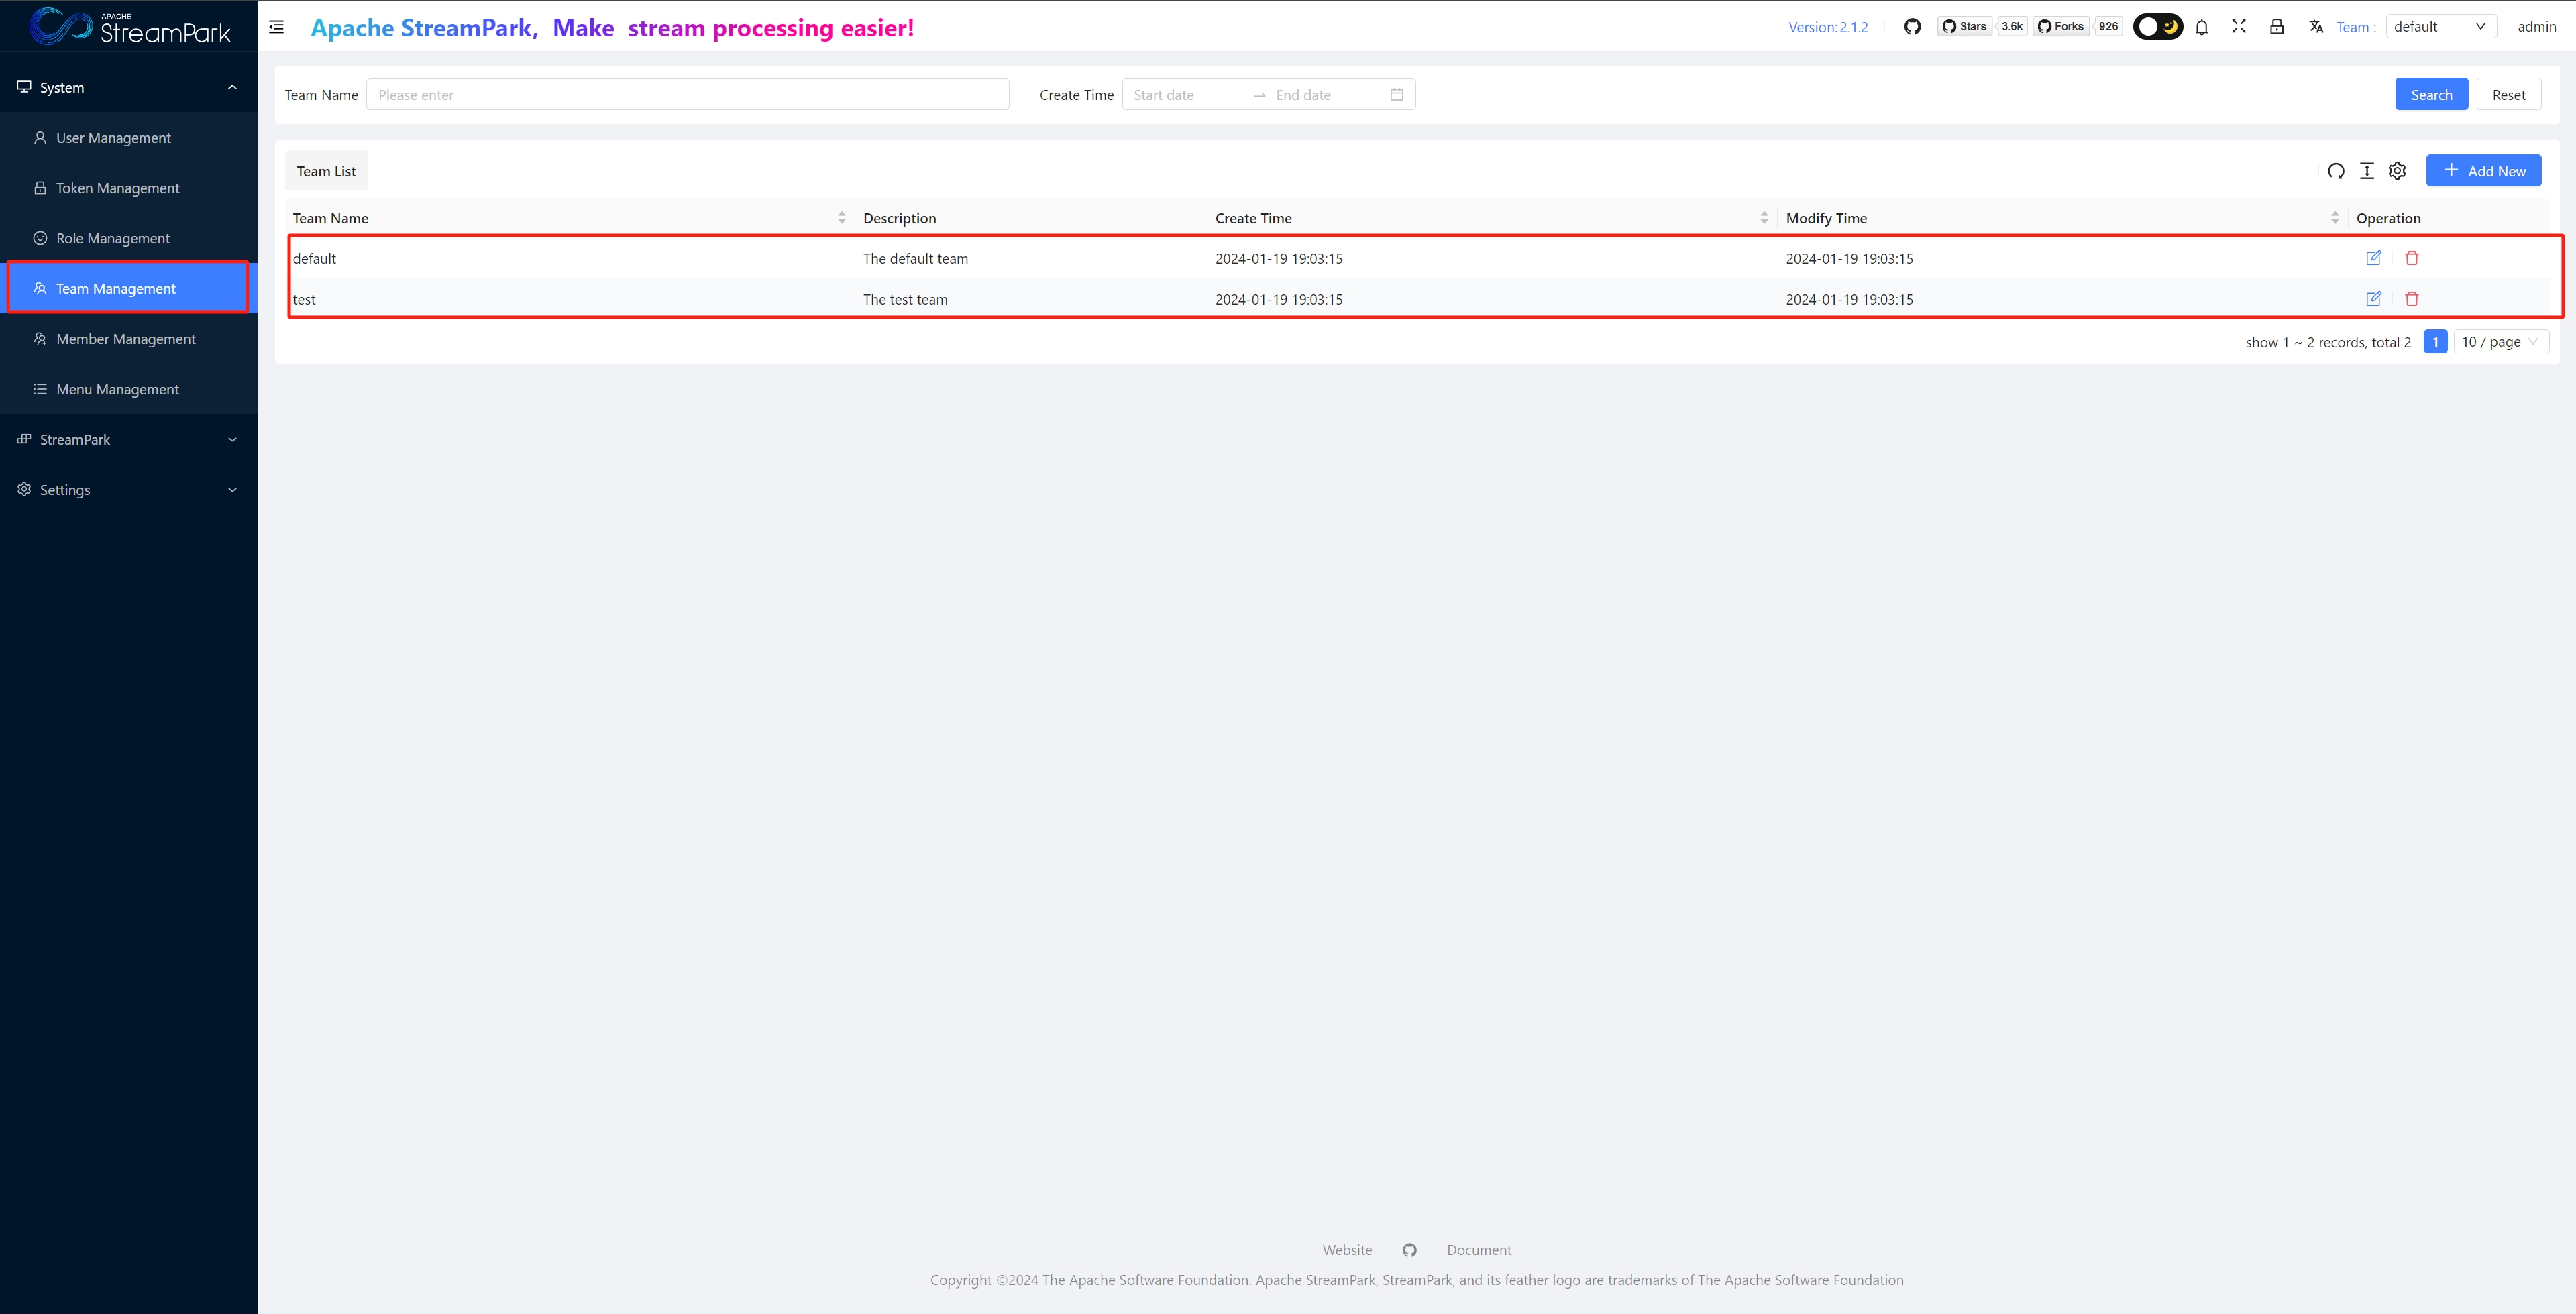 APACHE
StreamPark
Apache StreamPark, Make stream processing easier!
Version: 2.1.2
Stars 3.6k Forks 926
Team : default
admin
System
User Management
Token Management
Role Management
Team Management
Member Management
Menu Management
StreamPark
Settings
Team Name Please enter Create Time Start date → End date Search Reset
Team List Add New
Team Name Description Create Time Modify Time Operation
default The default team 2024-01-19 19:03:15 2024-01-19 19:03:15
test The test team 2024-01-19 19:03:15 2024-01-19 19:03:15
show 1 ~ 2 records, total 2 1 10 / page
Website Document
Copyright ©2024 The Apache Software Foundation. Apache StreamPark, StreamPark, and its feather logo are trademarks of The Apache Software Foundation